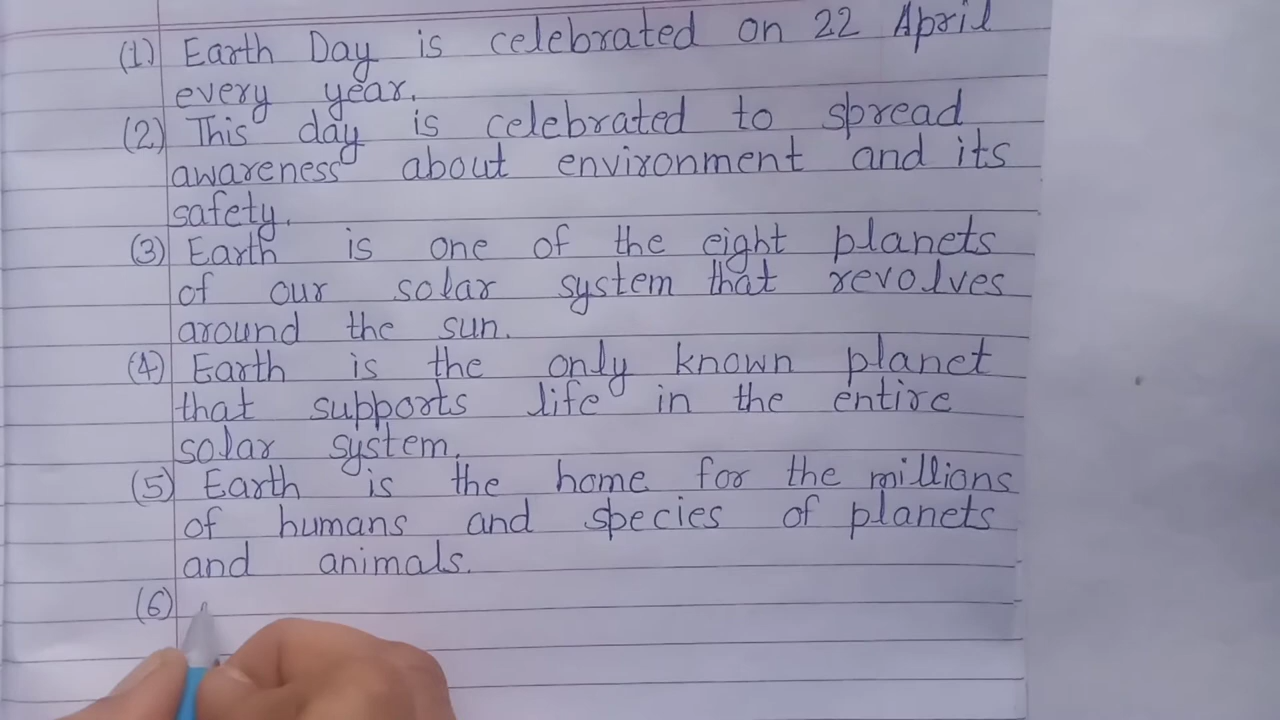 (1) Earth Day is celebrated on 22 April
every year.
(2) This day is celebrated to spread
awareness about environment and its
safety.
(3) Earth is one of the eight planets
of our solar system that revolves
around the sun.
(4) Earth is the only known planet
that supports life in the entire
solar system.
(5) Earth is the home for the millions
of humans and species of planets
and animals.
(6)